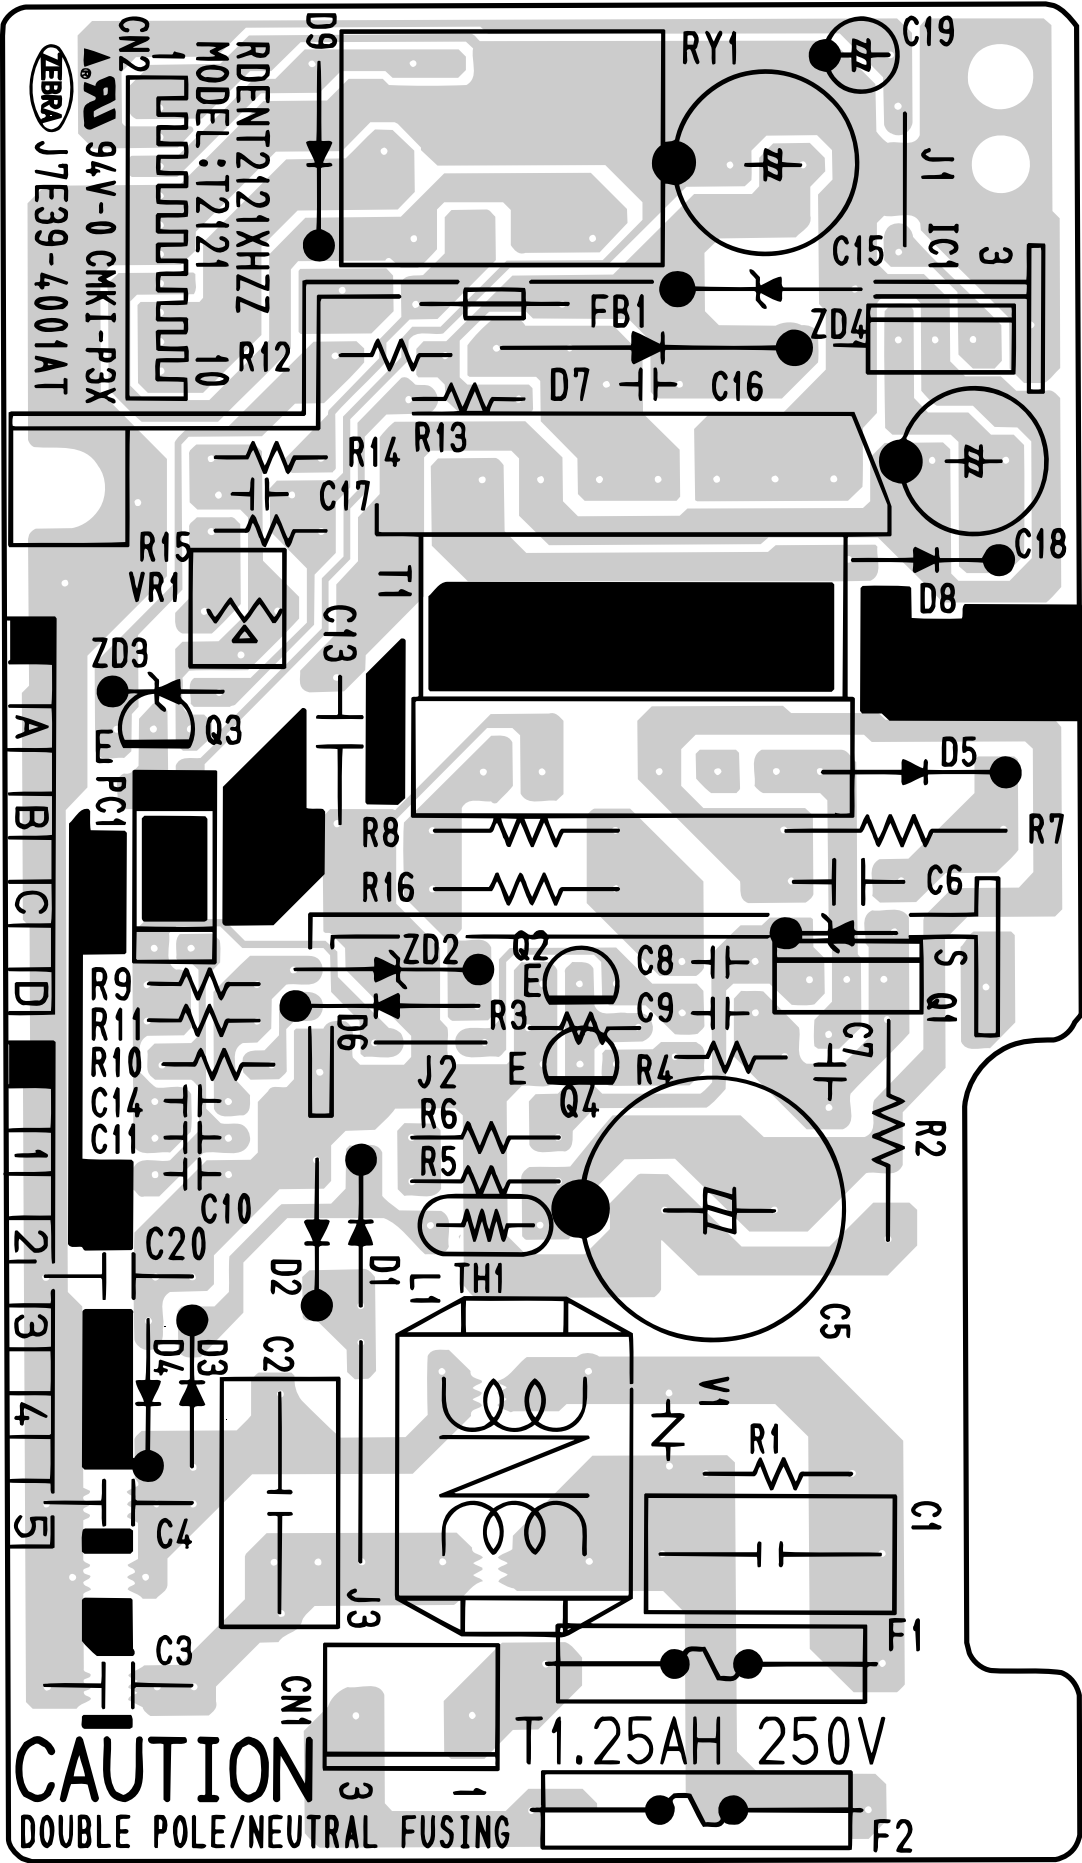 D9
RY1
C19
CN2
1
MODEL:T2121
RDENT2121XHZZ
ZEBRA
94V-0 CMKI-P3X
J7E39-4001AT
10
J1
C15
IC1
3
FB1
ZD4
R12
D7
C16
R13
R14
C17
R15
VR1
C18
T1
D8
C13
ZD3
E
Q3
A
D5
PC1
B
R8
R7
R16
C6
C
ZD2
Q2
E
C8
S
D
R9
R3
C9
Q1
R11
D6
C7
R10
J2
E
R4
C14
Q4
R6
R2
C11
1
R5
C10
2
C20
D2
D1
L1
TH1
3
C5
D4
D3
C2
V1
4
R1
5
C4
C1
J3
C3
F1
CN1
T1.25AH 250V
CAUTION
3
1
DOUBLE POLE/NEUTRAL FUSING
F2